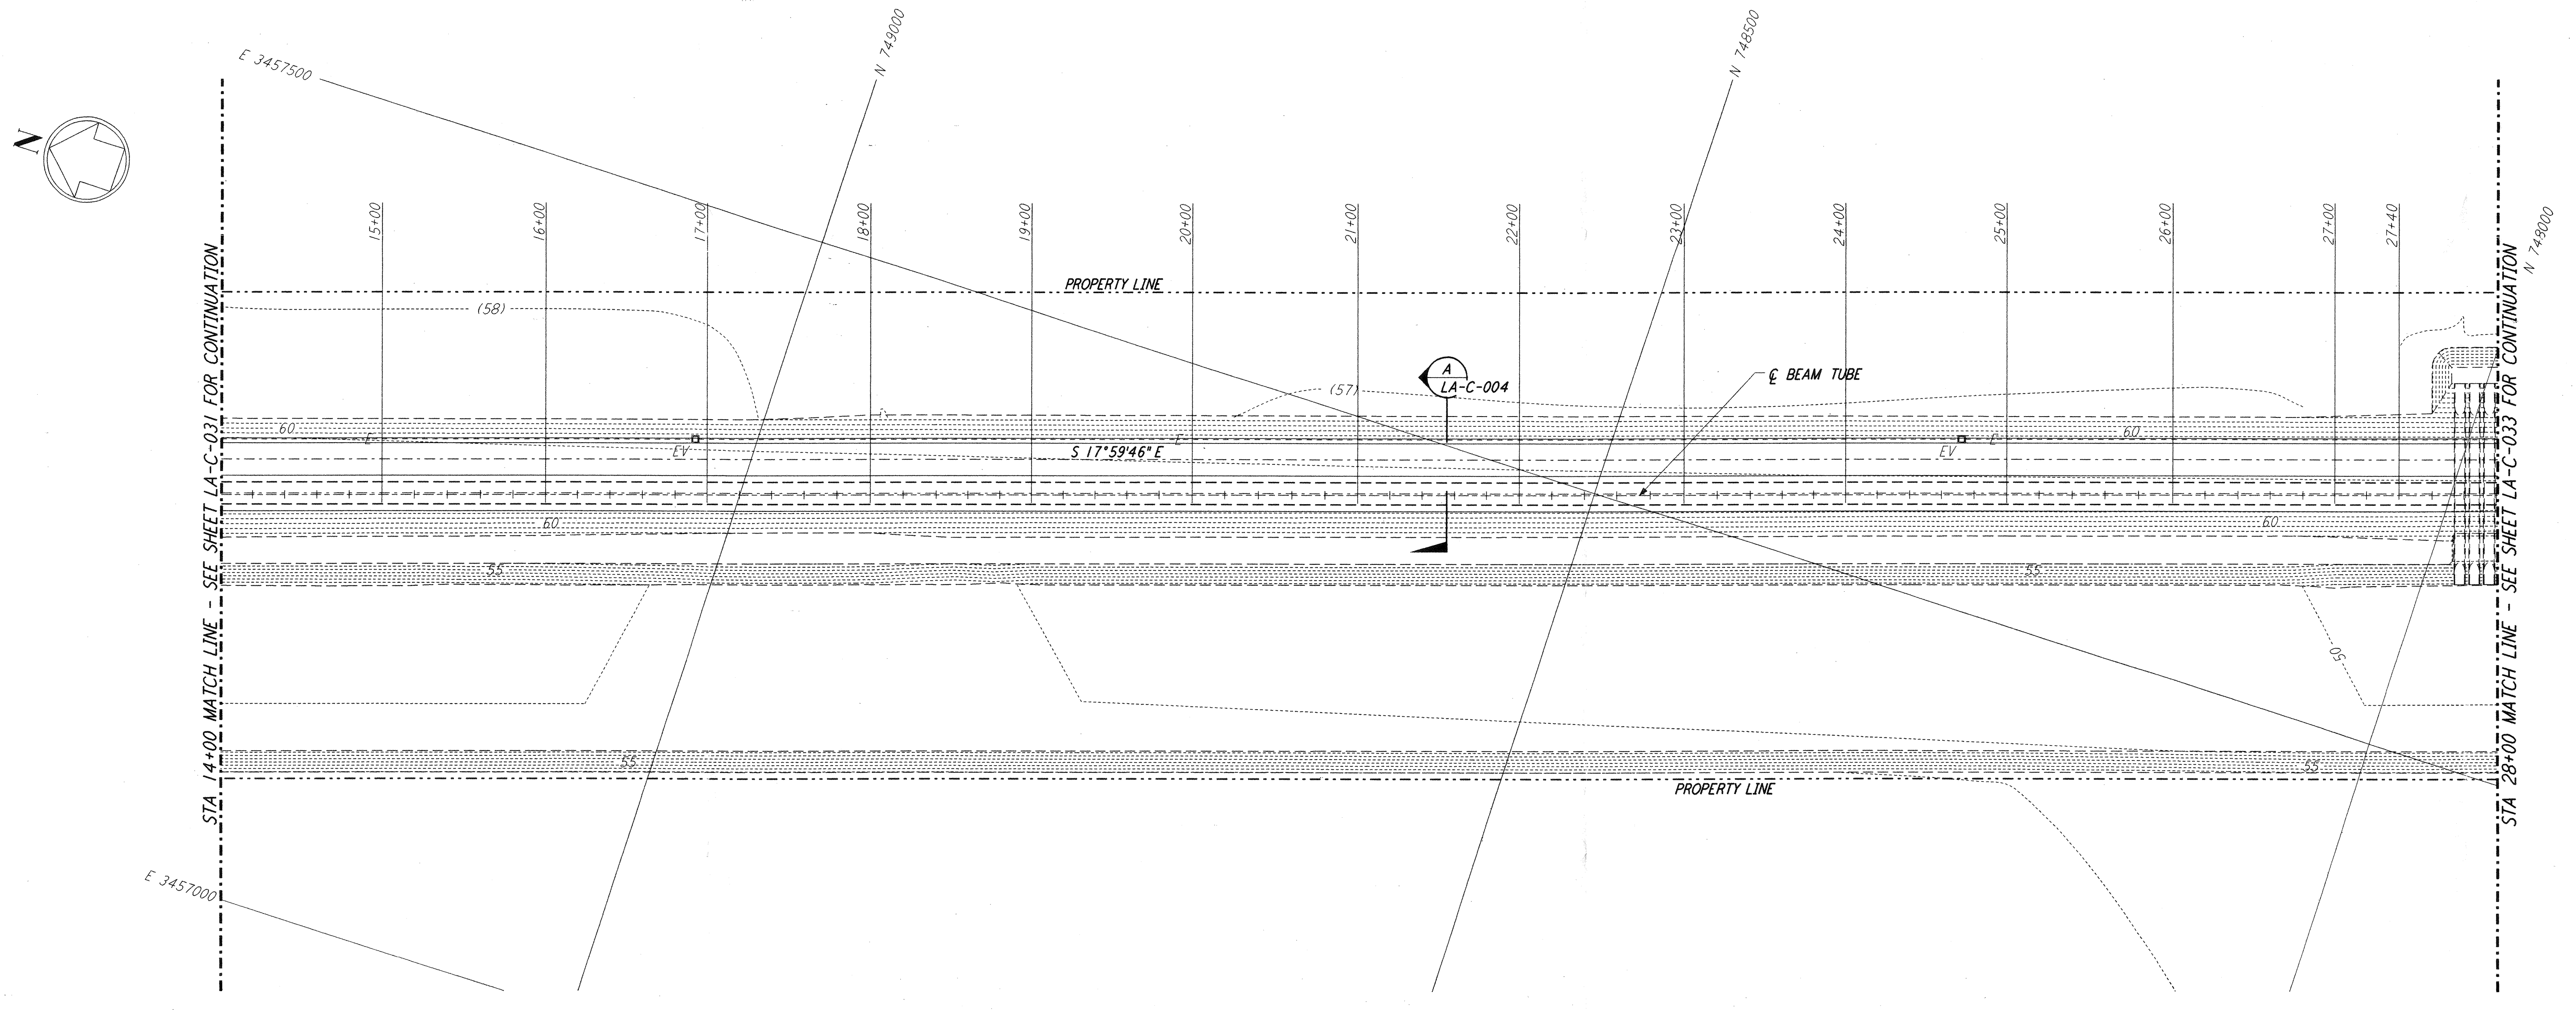 N 749000
N 748500
E 3457500
N
15+00
16+00
17+00
18+00
19+00
20+00
21+00
22+00
23+00
24+00
25+00
26+00
27+00
27+40
N 748000
PROPERTY LINE
(58)
A
LA-C-004
(57)
℄ BEAM TUBE
60
E
E
E
60
EV
S 17°59'46" E
EV
60
60
55
55
50
55
55
PROPERTY LINE
E 3457000
STA 14+00 MATCH LINE - SEE SHEET LA-C-031 FOR CONTINUATION
STA 28+00 MATCH LINE - SEE SHEET LA-C-033 FOR CONTINUATION